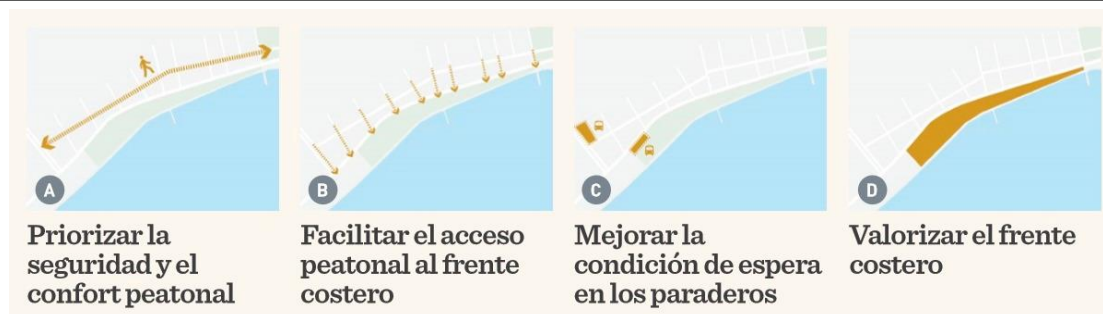 A
Priorizar la
seguridad y el
confort peatonal
B
Facilitar el acceso
peatonal al frente
costero
C
Mejorar la
condición de espera
en los paraderos
D
Valorizar el frente
costero